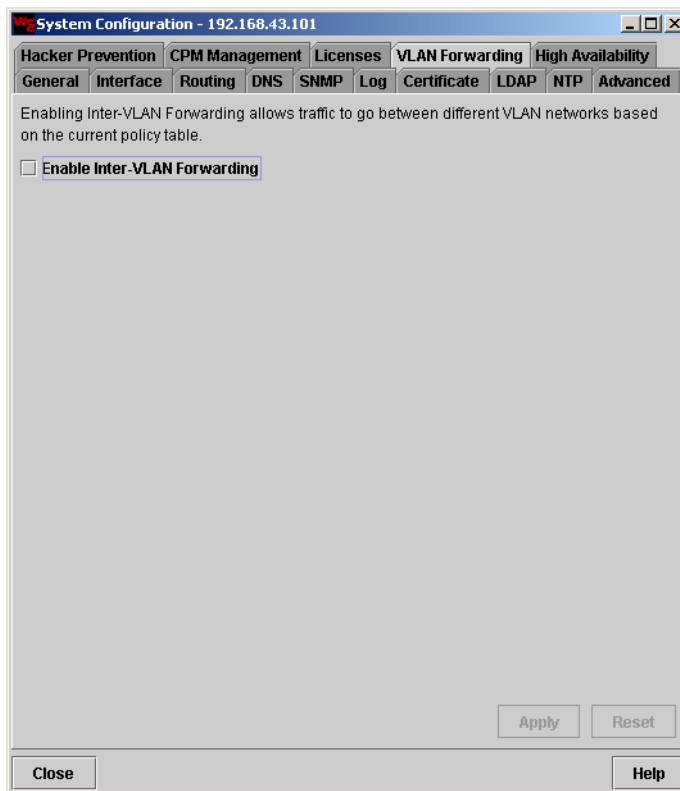 WG System Configuration - 192.168.43.101
Hacker Prevention CPM Management Licenses VLAN Forwarding High Availability
General Interface Routing DNS SNMP Log Certificate LDAP NTP Advanced
Enabling Inter-VLAN Forwarding allows traffic to go between different VLAN networks based
on the current policy table.
Enable Inter-VLAN Forwarding
Apply Reset
Close Help